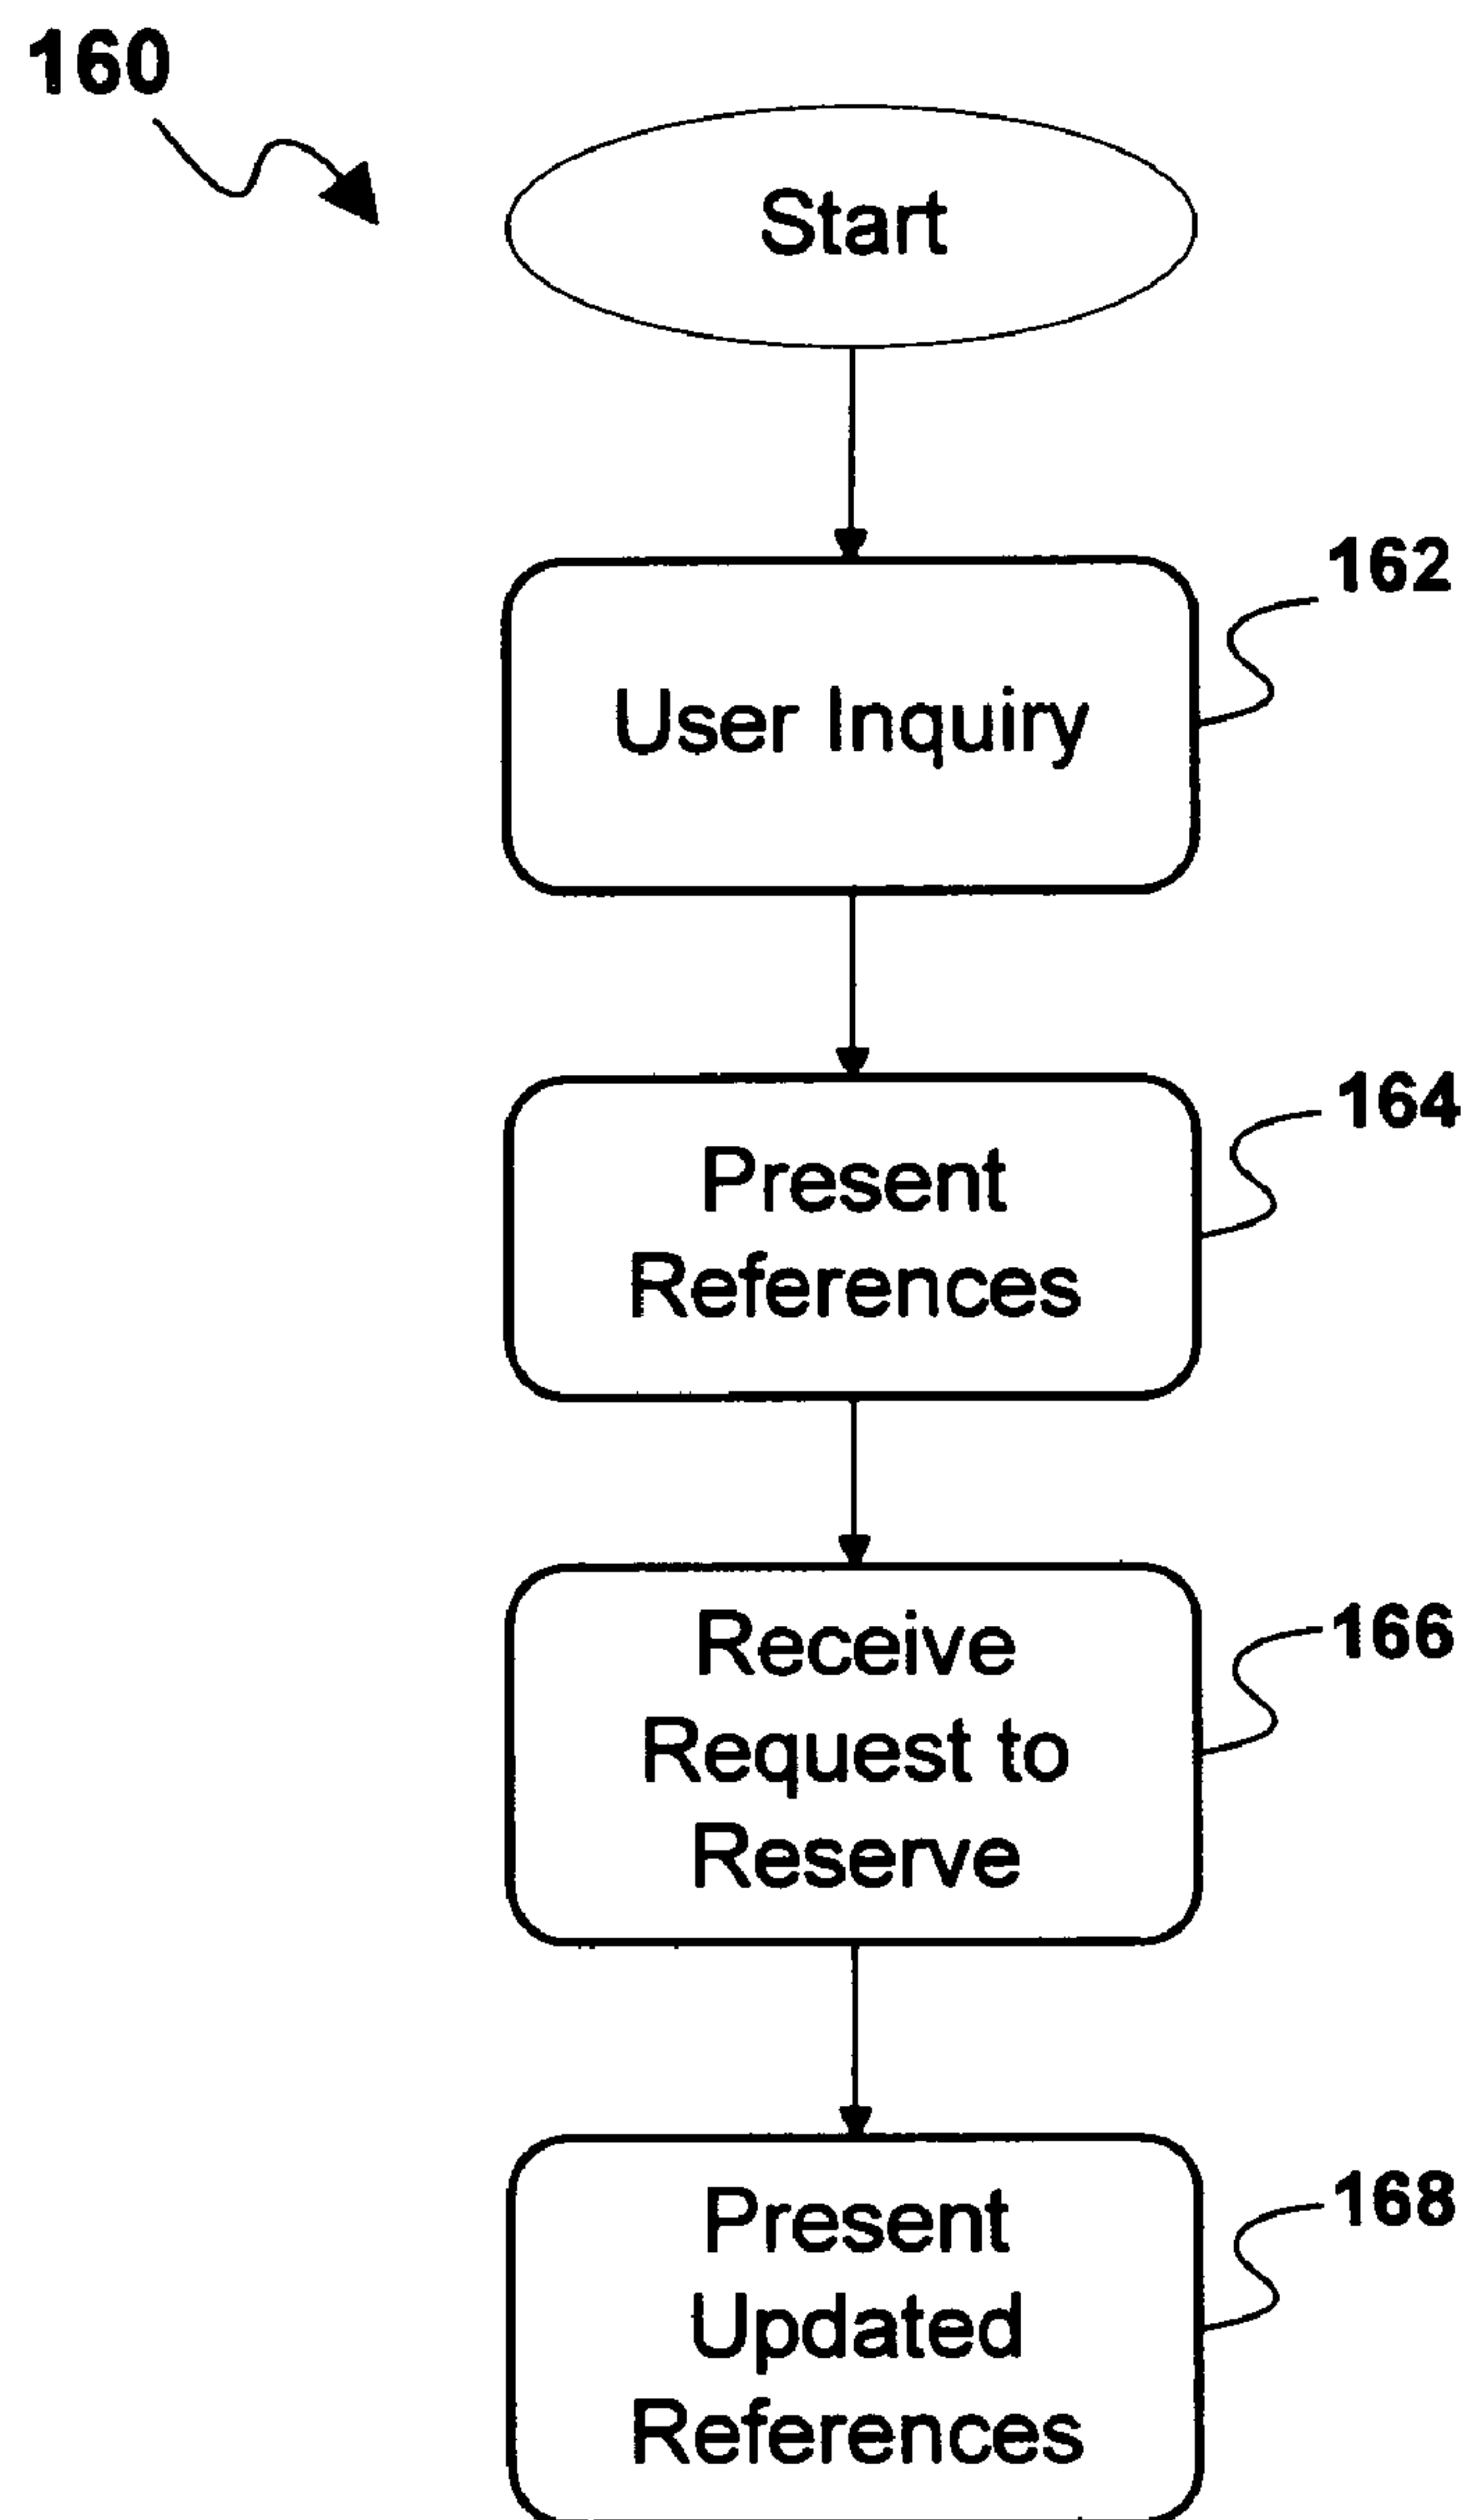 160
Start
162
User Inquiry
164
Present
References
166
Receive
Request to
Reserve
168
Present
Updated
References